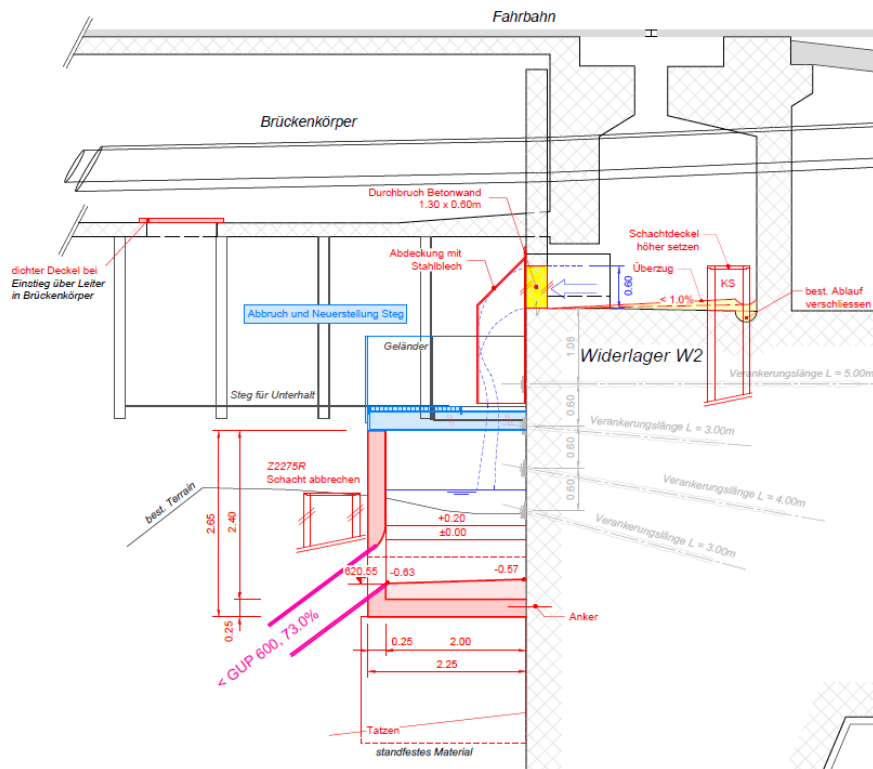 Fahrbahn
Brückenkörper
Durchbruch Betonwand
1.30 x 0.60m
Schachtdeckel
höher setzen
dichter Deckel bei
Einstieg über Leiter
in Brückenkörper
Abdeckung mit
Stahlblech
Überzug
KS
0.60
< 1.0%
best. Ablauf
verschliessen
Abbruch und Neuerstellung Steg
Geländer
1.08
Widerlager W2
Verankerungslänge L = 5.00m
Steg für Unterhalt
0.60
Verankerungslänge L = 3.00m
0.60
Z2275R
Schacht abbrechen
Verankerungslänge L = 4.00m
0.60
best. Terrain
2.65
2.40
+0.20
±0.00
Verankerungslänge L = 3.00m
620.55
-0.63
-0.57
0.25
Anker
< GUP 600, 73.0%
0.25
2.00
2.25
Tatzen
standfestes Material